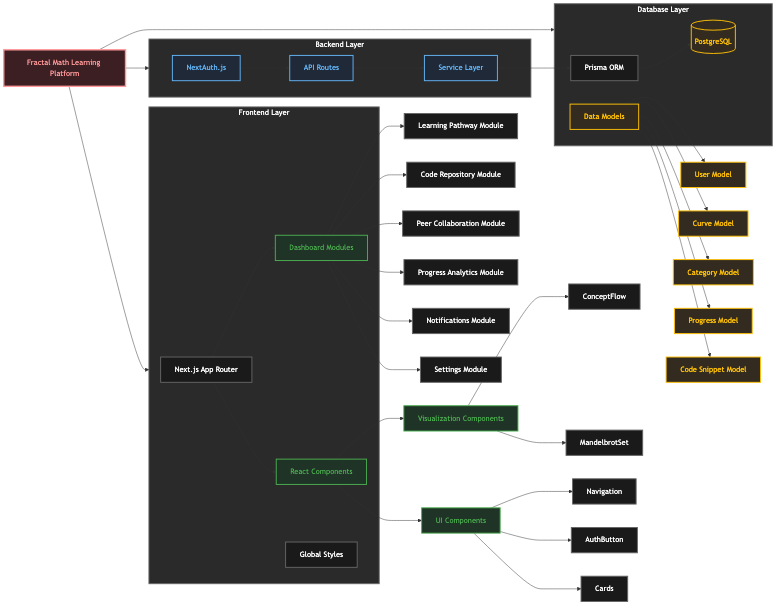 Database Layer
PostgreSQL
Prisma ORM
Data Models
Backend Layer
NextAuth.js
API Routes
Service Layer
Fractal Math Learning
Platform
Frontend Layer
Dashboard Modules
Next.js App Router
React Components
Global Styles
Learning Pathway Module
Code Repository Module
Peer Collaboration Module
Progress Analytics Module
Notifications Module
Settings Module
Visualization Components
UI Components
ConceptFlow
MandelbrotSet
Navigation
AuthButton
Cards
User Model
Curve Model
Category Model
Progress Model
Code Snippet Model